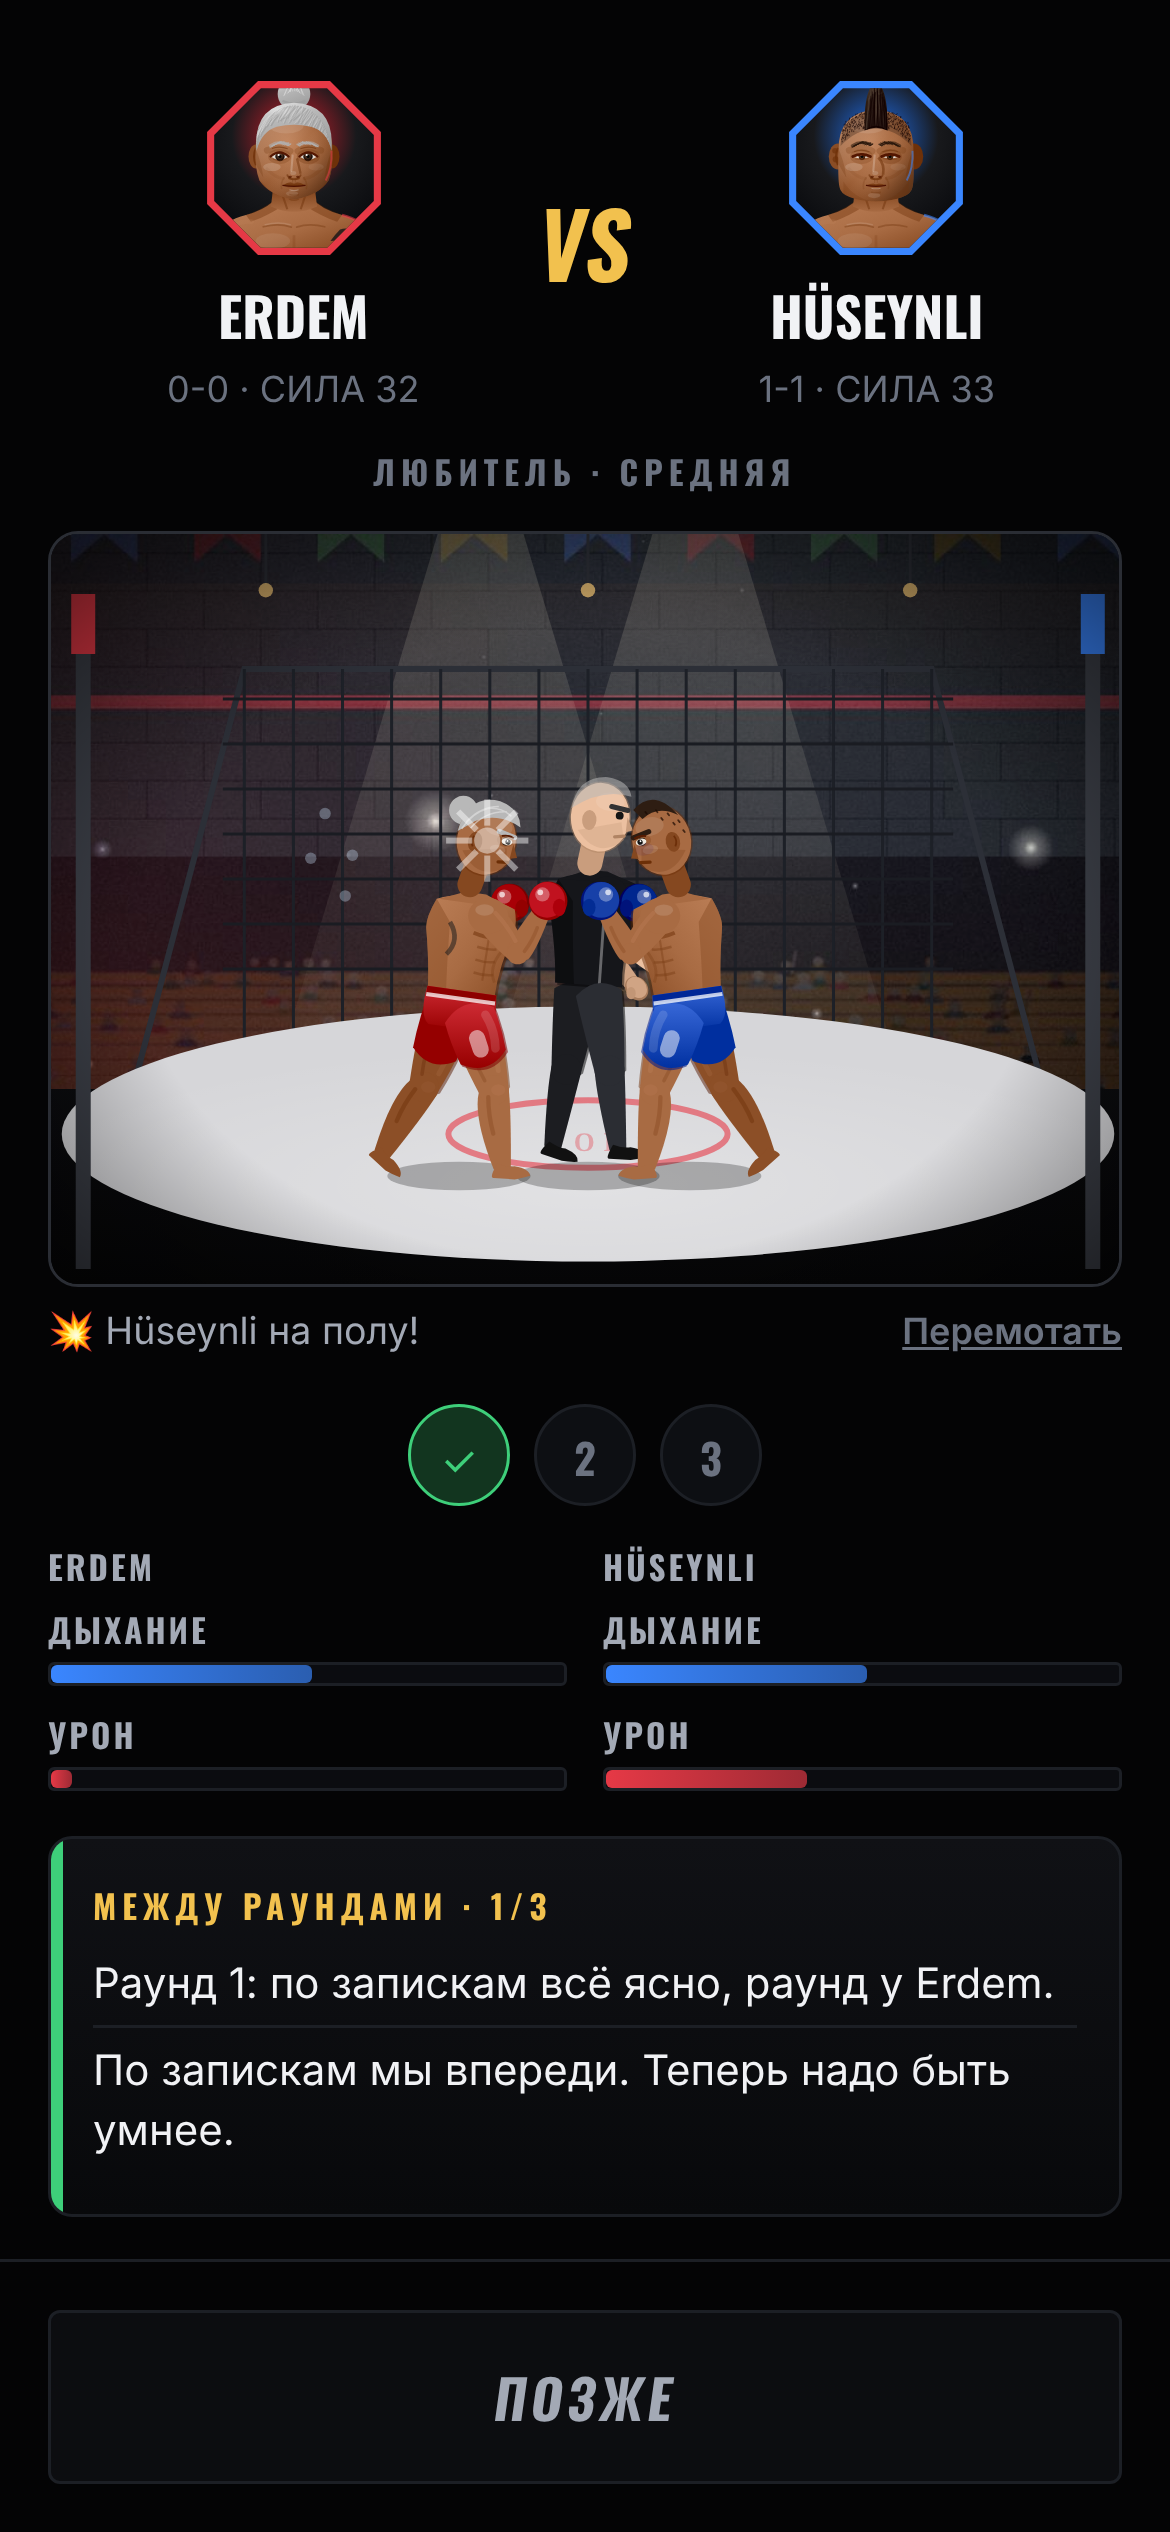 VS
ERDEM
HÜSEYNLI
0-0 · СИЛА 32
1-1 · СИЛА 33
ЛЮБИТЕЛЬ · СРЕДНЯЯ
💥 Hüseynli на полу!
Перемотать
✓
2
3
ERDEM
HÜSEYNLI
ДЫХАНИЕ
ДЫХАНИЕ
УРОН
УРОН
МЕЖДУ РАУНДАМИ · 1/3
Раунд 1: по запискам всё ясно, раунд у Erdem.
По запискам мы впереди. Теперь надо быть
умнее.
ПОЗЖЕ